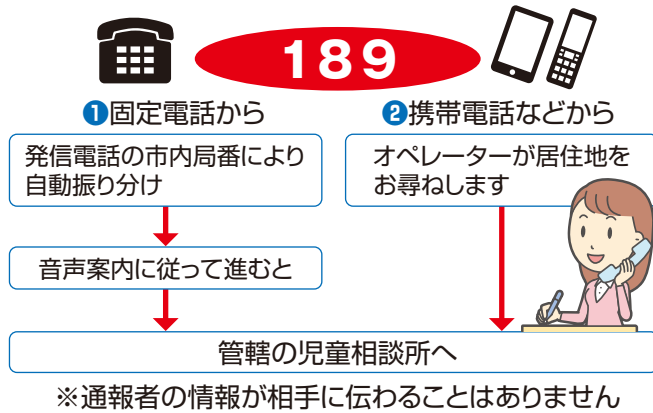 189
❶固定電話から
発信電話の市内局番により
自動振り分け
音声案内に従って進むと
❷携帯電話などから
オペレーターが居住地を
お尋ねします
管轄の児童相談所へ
※通報者の情報が相手に伝わることはありません